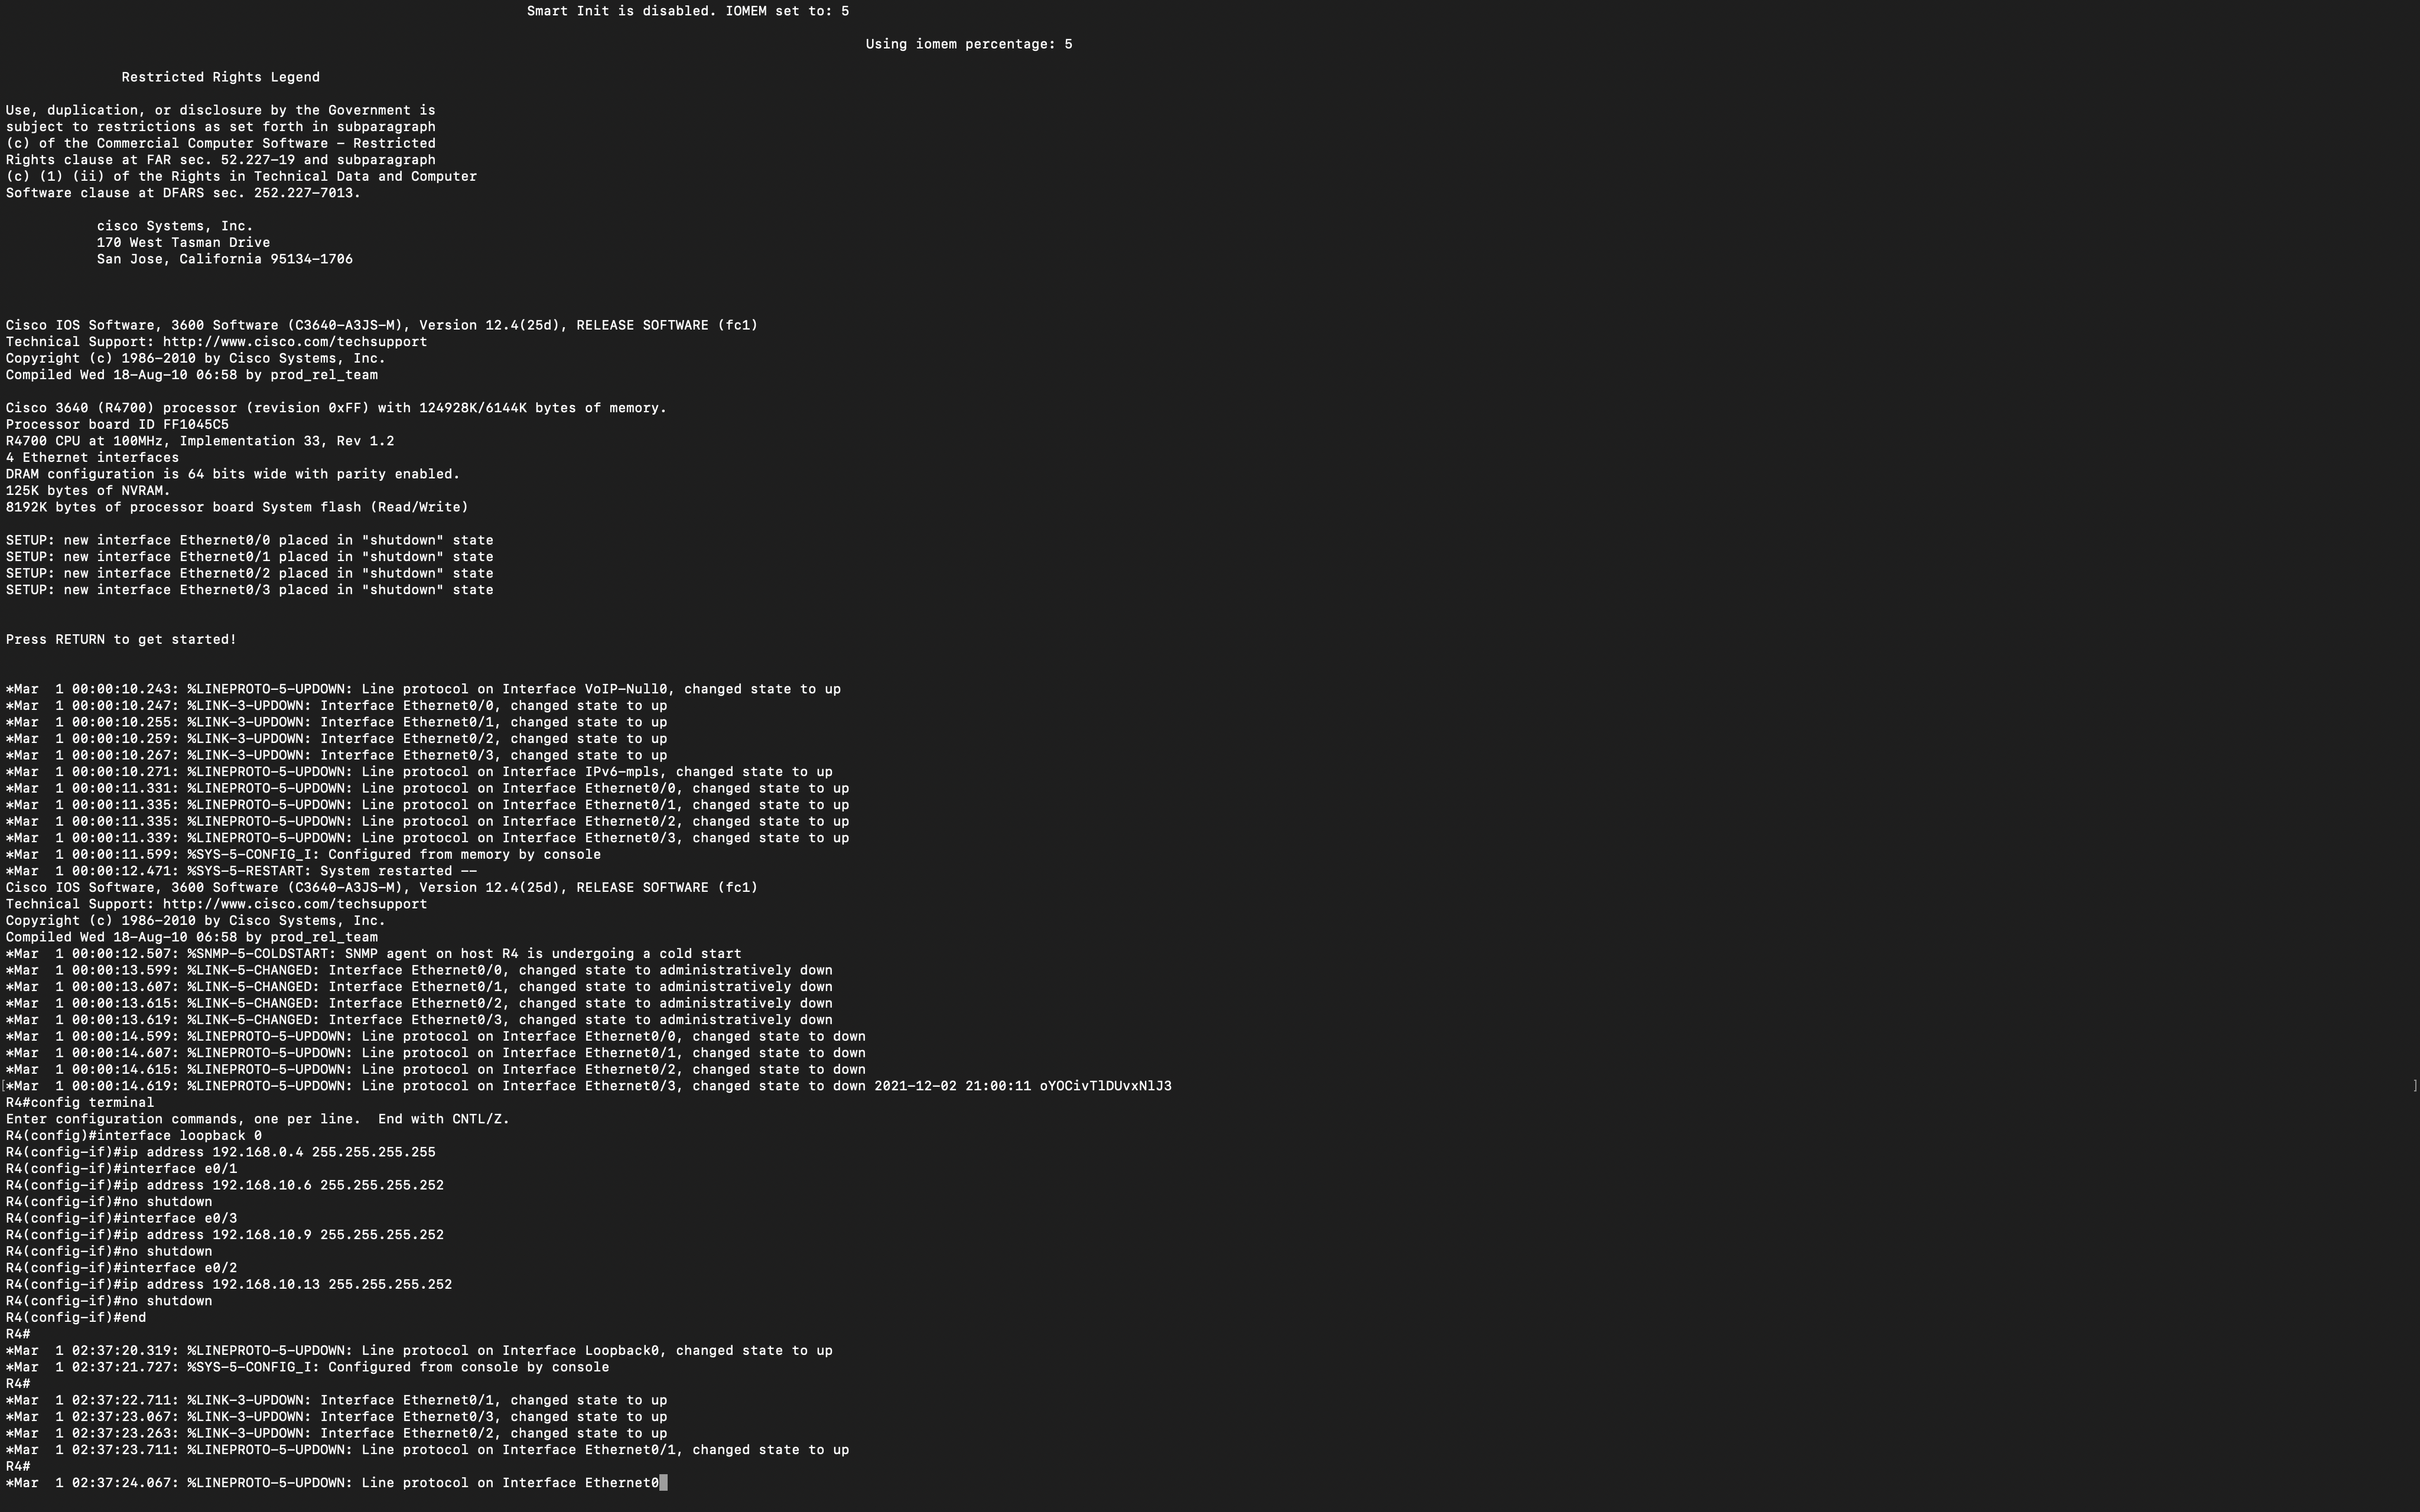 Smart Init is disabled. IOMEM set to: 5
Using iomem percentage: 5
Restricted Rights Legend
Use, duplication, or disclosure by the Government is
subject to restrictions as set forth in subparagraph
(c) of the Commercial Computer Software - Restricted
Rights clause at FAR sec. 52.227-19 and subparagraph
(c) (1) (ii) of the Rights in Technical Data and Computer
Software clause at DFARS sec. 252.227-7013.
cisco Systems, Inc.
170 West Tasman Drive
San Jose, California 95134-1706
Cisco IOS Software, 3600 Software (C3640-A3JS-M), Version 12.4(25d), RELEASE SOFTWARE (fc1)
Technical Support: http://www.cisco.com/techsupport
Copyright (c) 1986-2010 by Cisco Systems, Inc.
Compiled Wed 18-Aug-10 06:58 by prod_rel_team
Cisco 3640 (R4700) processor (revision 0xFF) with 124928K/6144K bytes of memory.
Processor board ID FF1045C5
R4700 CPU at 100MHz, Implementation 33, Rev 1.2
4 Ethernet interfaces
DRAM configuration is 64 bits wide with parity enabled.
125K bytes of NVRAM.
8192K bytes of processor board System flash (Read/Write)
SETUP: new interface Ethernet0/0 placed in "shutdown" state
SETUP: new interface Ethernet0/1 placed in "shutdown" state
SETUP: new interface Ethernet0/2 placed in "shutdown" state
SETUP: new interface Ethernet0/3 placed in "shutdown" state
Press RETURN to get started!
*Mar  1 00:00:10.243: %LINEPROTO-5-UPDOWN: Line protocol on Interface VoIP-Null0, changed state to up
*Mar  1 00:00:10.247: %LINK-3-UPDOWN: Interface Ethernet0/0, changed state to up
*Mar  1 00:00:10.255: %LINK-3-UPDOWN: Interface Ethernet0/1, changed state to up
*Mar  1 00:00:10.259: %LINK-3-UPDOWN: Interface Ethernet0/2, changed state to up
*Mar  1 00:00:10.267: %LINK-3-UPDOWN: Interface Ethernet0/3, changed state to up
*Mar  1 00:00:10.271: %LINEPROTO-5-UPDOWN: Line protocol on Interface IPv6-mpls, changed state to up
*Mar  1 00:00:11.331: %LINEPROTO-5-UPDOWN: Line protocol on Interface Ethernet0/0, changed state to up
*Mar  1 00:00:11.335: %LINEPROTO-5-UPDOWN: Line protocol on Interface Ethernet0/1, changed state to up
*Mar  1 00:00:11.335: %LINEPROTO-5-UPDOWN: Line protocol on Interface Ethernet0/2, changed state to up
*Mar  1 00:00:11.339: %LINEPROTO-5-UPDOWN: Line protocol on Interface Ethernet0/3, changed state to up
*Mar  1 00:00:11.599: %SYS-5-CONFIG_I: Configured from memory by console
*Mar  1 00:00:12.471: %SYS-5-RESTART: System restarted --
Cisco IOS Software, 3600 Software (C3640-A3JS-M), Version 12.4(25d), RELEASE SOFTWARE (fc1)
Technical Support: http://www.cisco.com/techsupport
Copyright (c) 1986-2010 by Cisco Systems, Inc.
Compiled Wed 18-Aug-10 06:58 by prod_rel_team
*Mar  1 00:00:12.507: %SNMP-5-COLDSTART: SNMP agent on host R4 is undergoing a cold start
*Mar  1 00:00:13.599: %LINK-5-CHANGED: Interface Ethernet0/0, changed state to administratively down
*Mar  1 00:00:13.607: %LINK-5-CHANGED: Interface Ethernet0/1, changed state to administratively down
*Mar  1 00:00:13.615: %LINK-5-CHANGED: Interface Ethernet0/2, changed state to administratively down
*Mar  1 00:00:13.619: %LINK-5-CHANGED: Interface Ethernet0/3, changed state to administratively down
*Mar  1 00:00:14.599: %LINEPROTO-5-UPDOWN: Line protocol on Interface Ethernet0/0, changed state to down
*Mar  1 00:00:14.607: %LINEPROTO-5-UPDOWN: Line protocol on Interface Ethernet0/1, changed state to down
*Mar  1 00:00:14.615: %LINEPROTO-5-UPDOWN: Line protocol on Interface Ethernet0/2, changed state to down
[*Mar  1 00:00:14.619: %LINEPROTO-5-UPDOWN: Line protocol on Interface Ethernet0/3, changed state to down 2021-12-02 21:00:11 oYOCivTlDUvxNlJ3 ]
R4#config terminal
Enter configuration commands, one per line.  End with CNTL/Z.
R4(config)#interface loopback 0
R4(config-if)#ip address 192.168.0.4 255.255.255.255
R4(config-if)#interface e0/1
R4(config-if)#ip address 192.168.10.6 255.255.255.252
R4(config-if)#no shutdown
R4(config-if)#interface e0/3
R4(config-if)#ip address 192.168.10.9 255.255.255.252
R4(config-if)#no shutdown
R4(config-if)#interface e0/2
R4(config-if)#ip address 192.168.10.13 255.255.255.252
R4(config-if)#no shutdown
R4(config-if)#end
R4#
*Mar  1 02:37:20.319: %LINEPROTO-5-UPDOWN: Line protocol on Interface Loopback0, changed state to up
*Mar  1 02:37:21.727: %SYS-5-CONFIG_I: Configured from console by console
R4#
*Mar  1 02:37:22.711: %LINK-3-UPDOWN: Interface Ethernet0/1, changed state to up
*Mar  1 02:37:23.067: %LINK-3-UPDOWN: Interface Ethernet0/3, changed state to up
*Mar  1 02:37:23.263: %LINK-3-UPDOWN: Interface Ethernet0/2, changed state to up
*Mar  1 02:37:23.711: %LINEPROTO-5-UPDOWN: Line protocol on Interface Ethernet0/1, changed state to up
R4#
*Mar  1 02:37:24.067: %LINEPROTO-5-UPDOWN: Line protocol on Interface Ethernet0